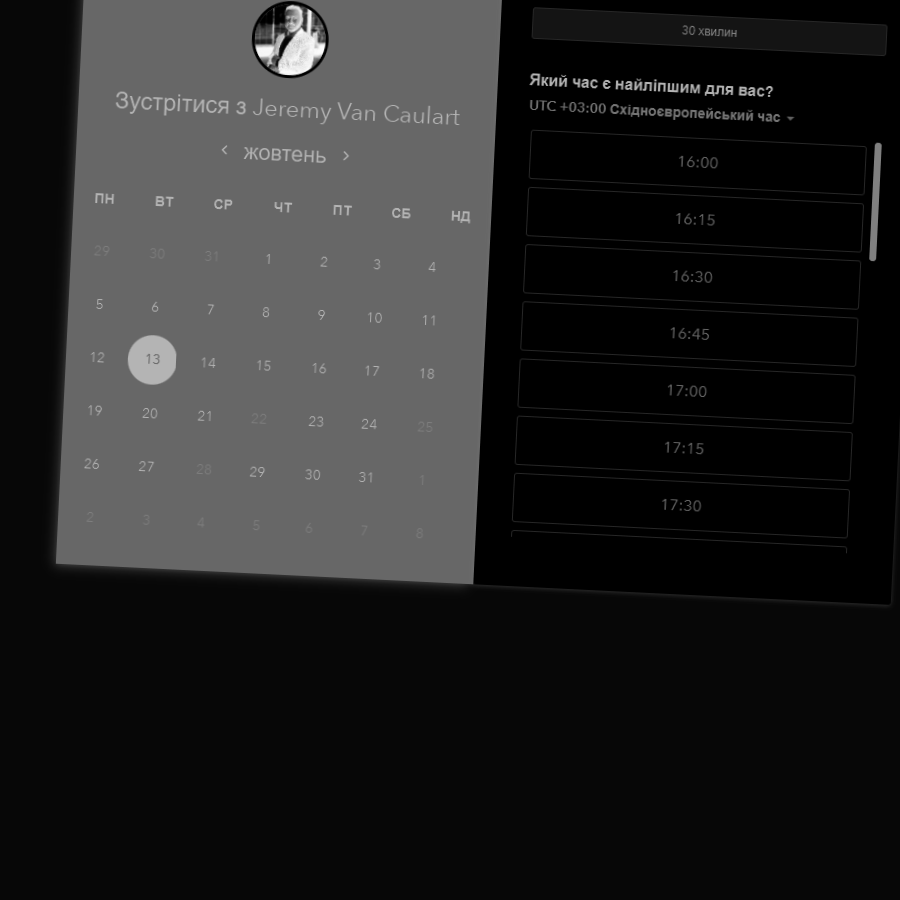 Зустрітися з Jeremy Van Caulart
‹ жовтень ›
ПН ВТ СР ЧТ ПТ СБ НД
29 30 31 1 2 3 4
5 6 7 8 9 10 11
12 13 14 15 16 17 18
19 20 21 22 23 24 25
26 27 28 29 30 31 1
2 3 4 5 6 7 8
30 хвилин
Який час є найліпшим для вас?
UTC +03:00 Східноєвропейський час
16:00
16:15
16:30
16:45
17:00
17:15
17:30